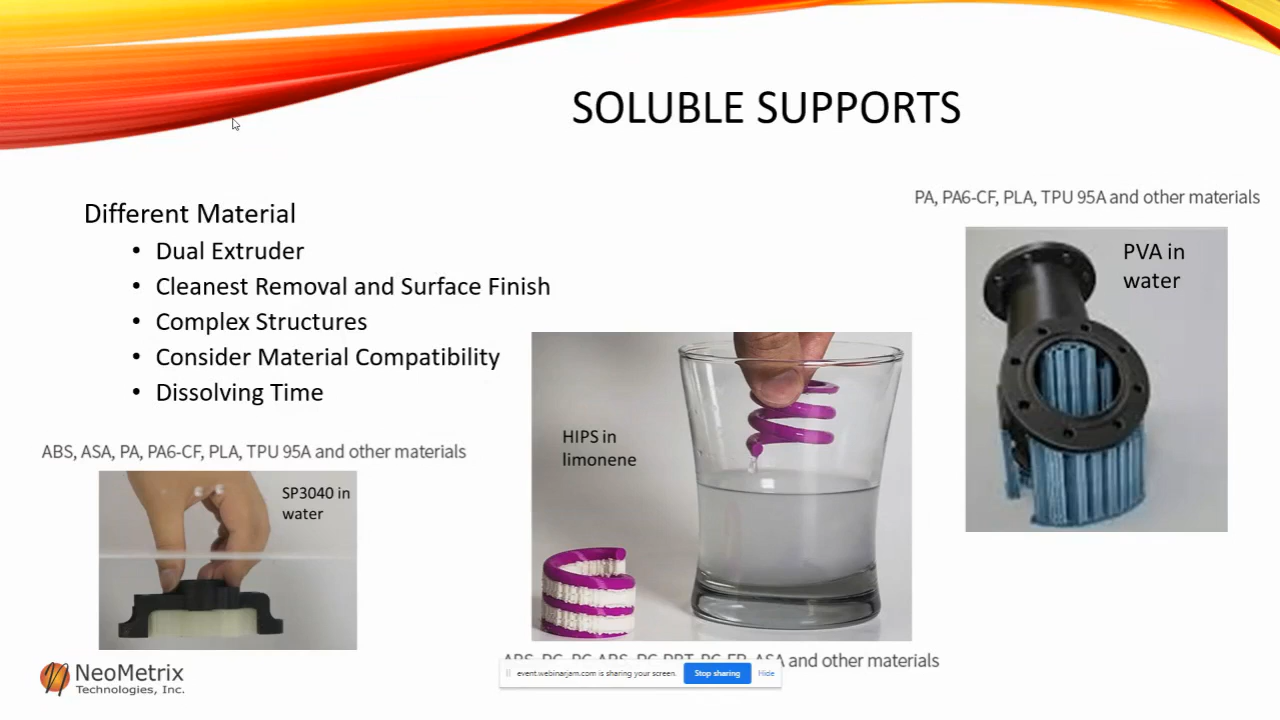 SOLUBLE SUPPORTS
Different Material
• Dual Extruder
• Cleanest Removal and Surface Finish
• Complex Structures
• Consider Material Compatibility
• Dissolving Time
ABS, ASA, PA, PA6-CF, PLA, TPU 95A and other materials
SP3040 in
water
HIPS in
limonene
PA, PA6-CF, PLA, TPU 95A and other materials
PVA in
water
and other materials
event.webinarjam.com is sharing your screen.
Stop sharing
Hide
NeoMetrix
Technologies, Inc.